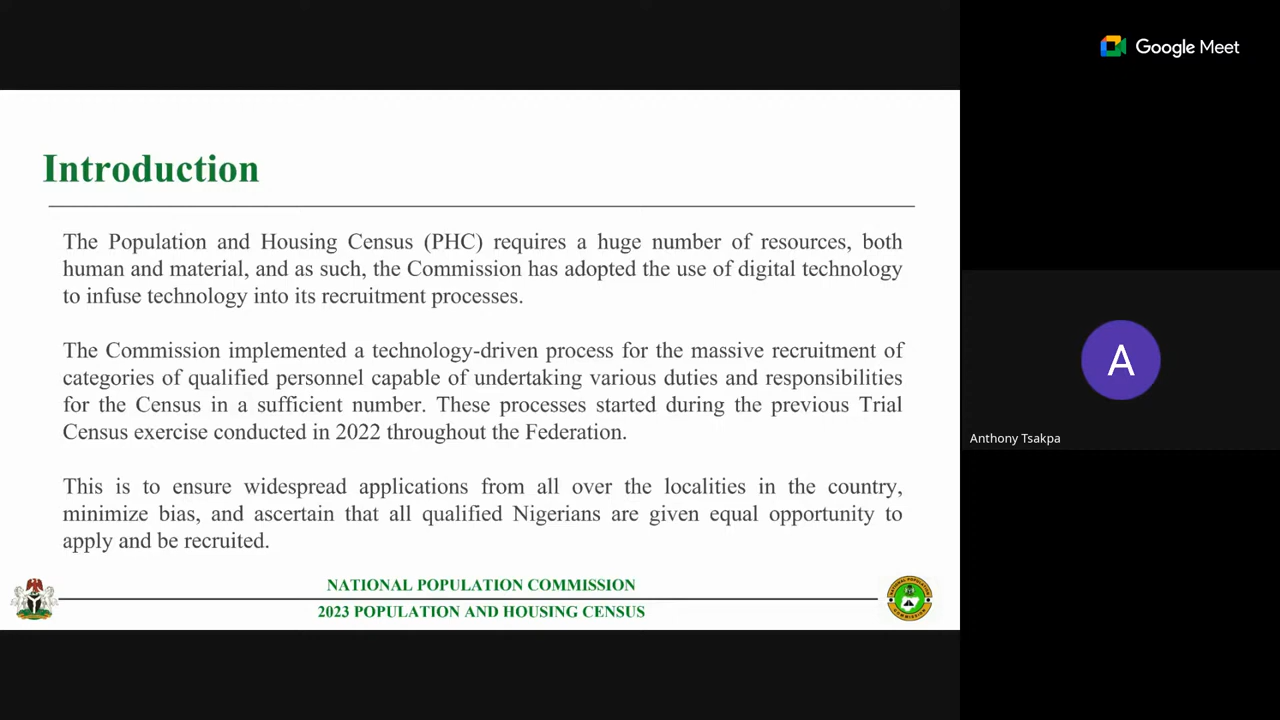 Google Meet
Introduction
The Population and Housing Census (PHC) requires a huge number of resources, both
human and material, and as such, the Commission has adopted the use of digital technology
to infuse technology into its recruitment processes.
The Commission implemented a technology-driven process for the massive recruitment of
categories of qualified personnel capable of undertaking various duties and responsibilities
for the Census in a sufficient number. These processes started during the previous Trial
Census exercise conducted in 2022 throughout the Federation.
This is to ensure widespread applications from all over the localities in the country,
minimize bias, and ascertain that all qualified Nigerians are given equal opportunity to
apply and be recruited.
NATIONAL POPULATION COMMISSION
2023 POPULATION AND HOUSING CENSUS
A
Anthony Tsakpa